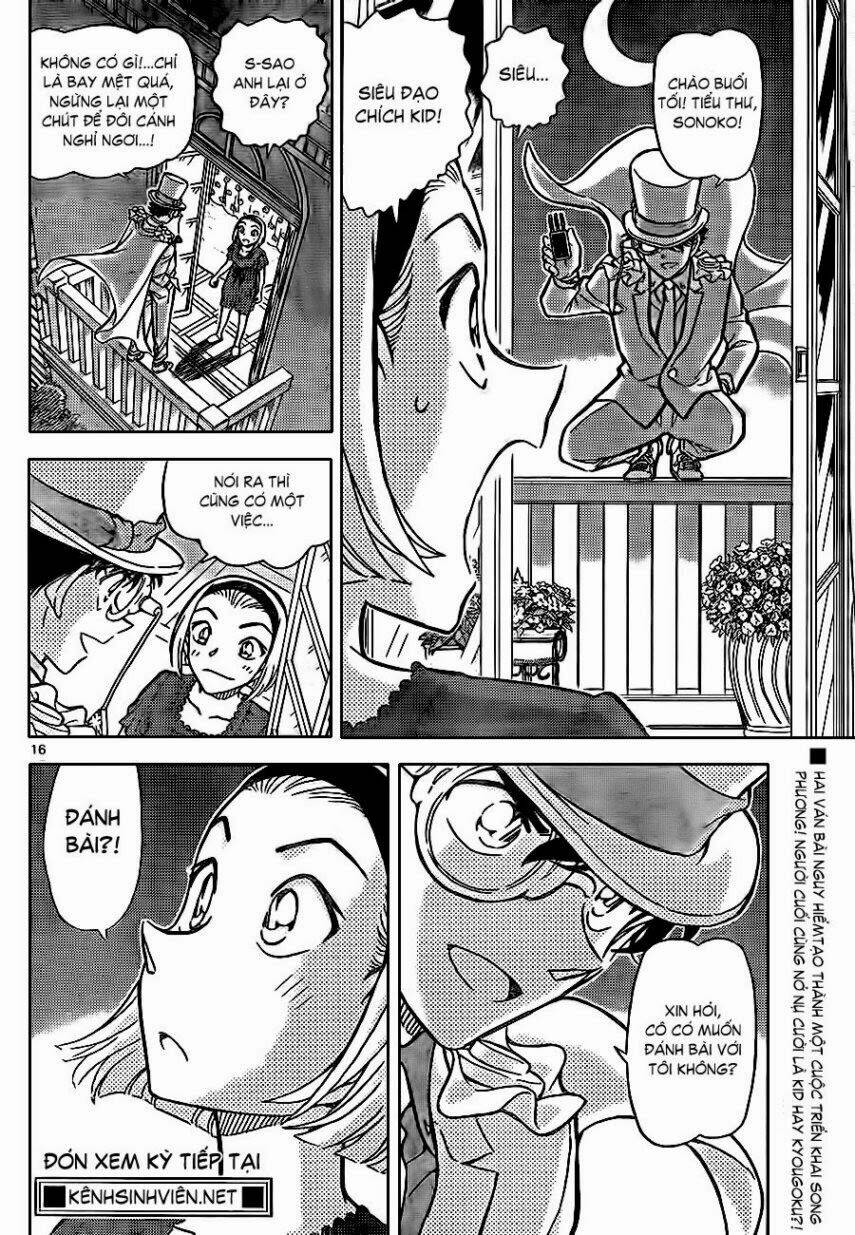 CHÀO BUỔI
TỐI! TIỂU THƯ,
SONOKO!
SIÊU...
SIÊU ĐẠO
CHÍCH KID!
S-SAO
ANH LẠI Ở
ĐÂY?
KHÔNG CÓ GÌ!...CHỈ
LÀ BAY MỆT QUÁ,
NGỪNG LẠI MỘT
CHÚT ĐỂ ĐÔI CÁNH
NGHỈ NGƠI...!
NÓI RA THÌ
CŨNG CÓ MỘT
VIỆC...
16
XIN HỎI,
CÔ CÓ MUỐN
ĐÁNH BÀI VỚI
TÔI KHÔNG?
ĐÁNH
BÀI?!
HAI VÁN BÀI NGUY HIỂMTẠO THÀNH MỘT CUỘC TRIỂN KHAI SONG
PHƯƠNG! NGƯỜI CUỐI CÙNG NỞ NỤ CƯỜI LÀ KID HAY KYOUGOKU?!
ĐÓN XEM KỲ TIẾP TẠI
KÊNHSINHVIÊN.NET